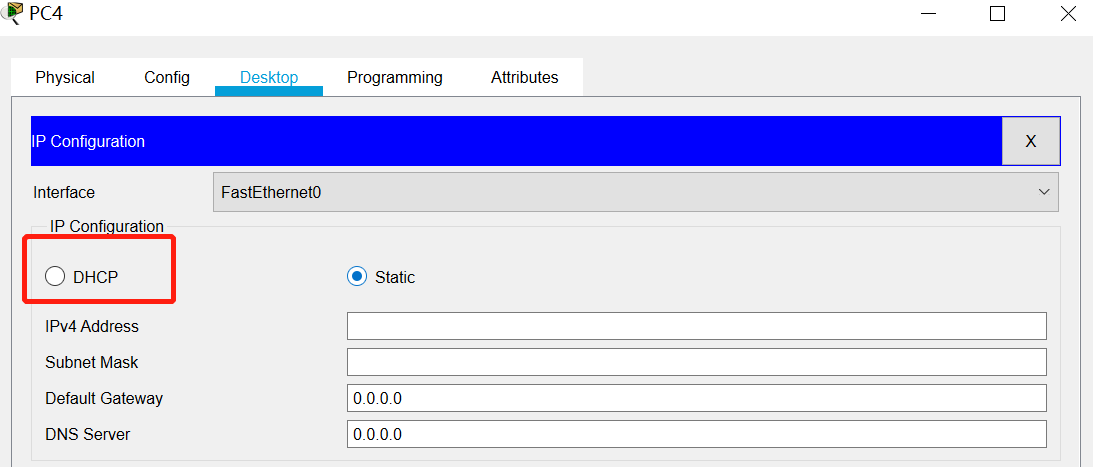 PC4
Physical Config Desktop Programming Attributes
IP Configuration X
Interface FastEthernet0
IP Configuration
DHCP Static
IPv4 Address
Subnet Mask
Default Gateway 0.0.0.0
DNS Server 0.0.0.0